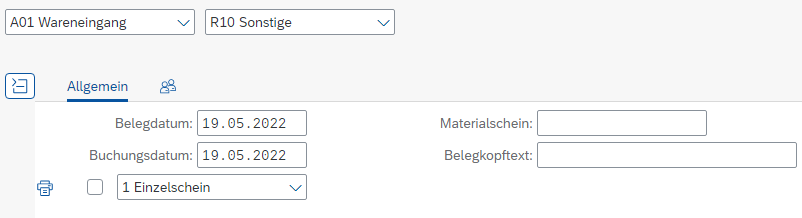 A01 Wareneingang R10 Sonstige
Allgemein
Belegdatum: 19.05.2022 Materialschein:
Buchungsdatum: 19.05.2022 Belegkopftext:
1 Einzelschein